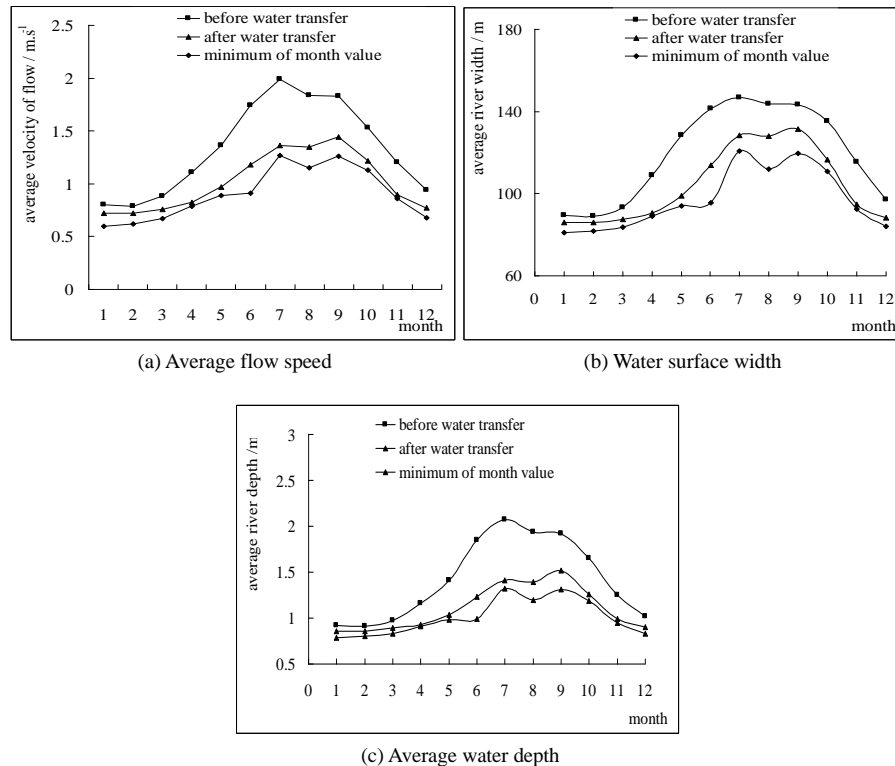 before water transfer
after water transfer
minimum of month value
average velocity of flow / m.s-1
2.5
2
1.5
1
0.5
0
1 2 3 4 5 6 7 8 9 10 11 12
month
(a) Average flow speed
before water transfer
after water transfer
minimum of month value
average river width / m
180
140
100
60
0 1 2 3 4 5 6 7 8 9 10 11 12
month
(b) Water surface width
before water transfer
after water transfer
minimum of month value
average river depth /m
3
2
1.5
1
0.5
0 1 2 3 4 5 6 7 8 9 10 11 12
month
(c) Average water depth